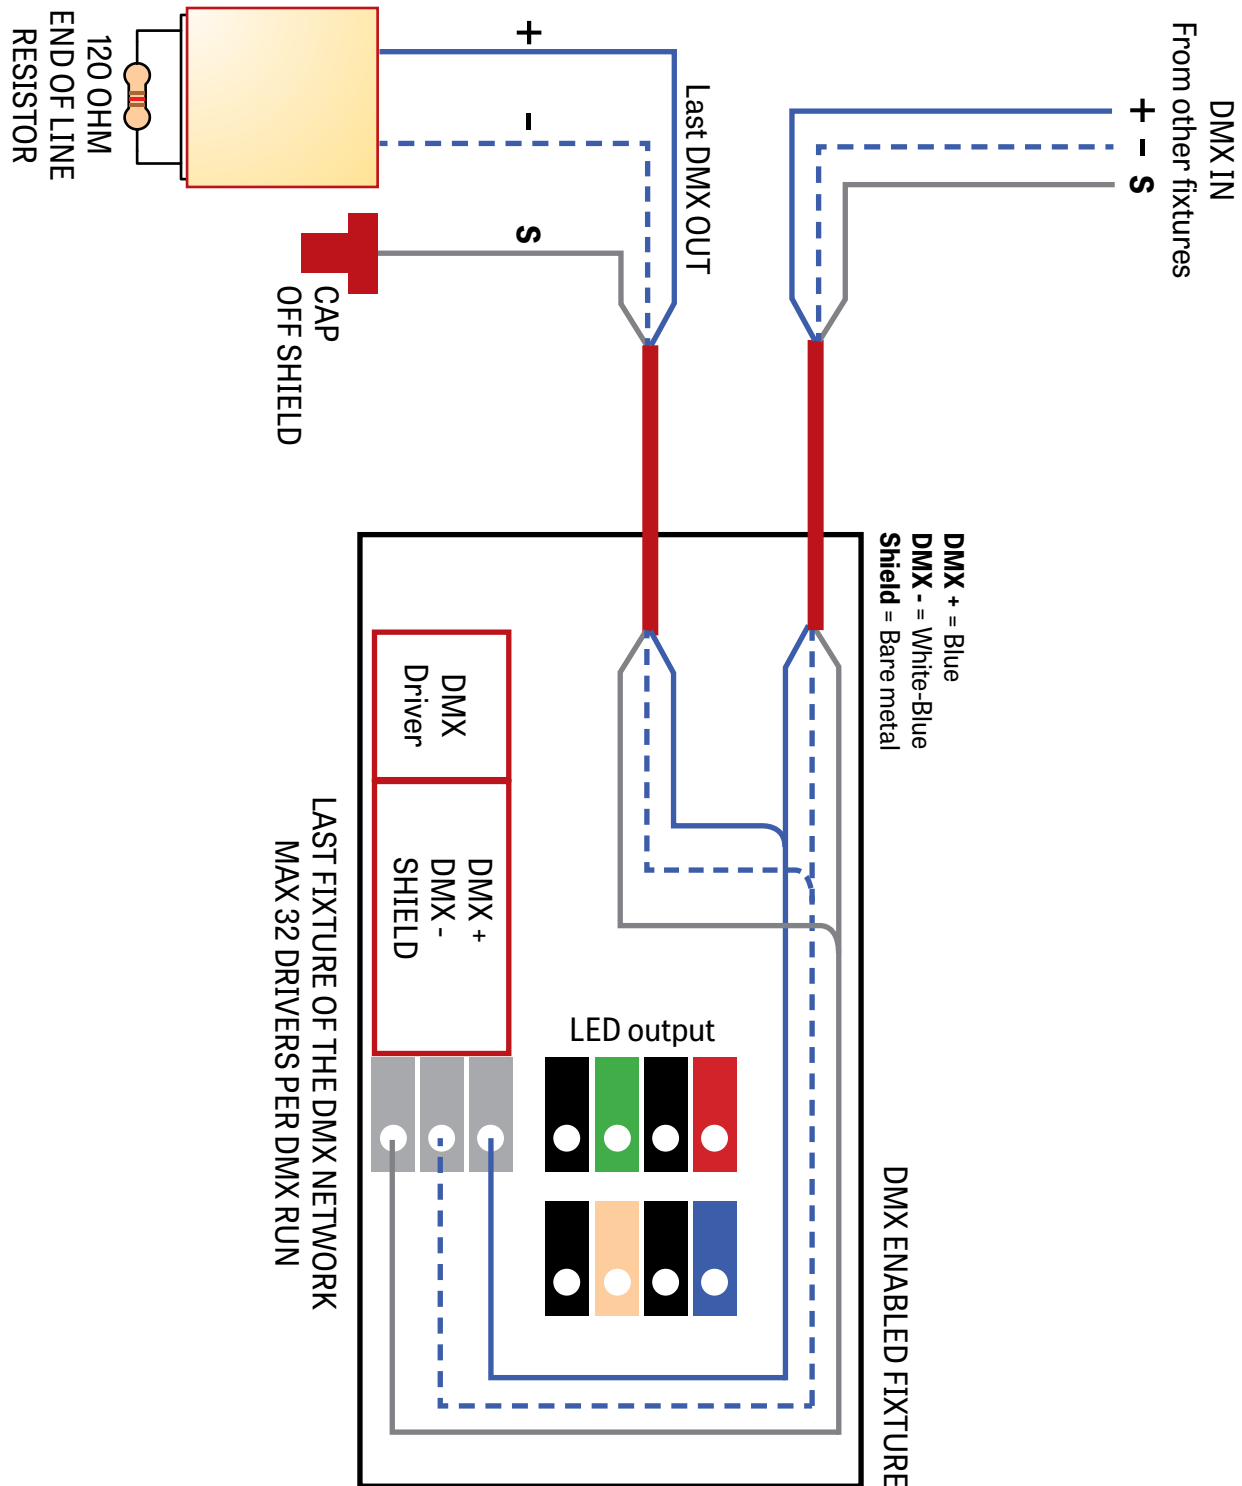 DMX IN
From other fixtures
+
-
s
Last DMX OUT
+
-
s
120 OHM
END OF LINE
RESISTOR
CAP
OFF SHIELD
DMX + = Blue
DMX - = White-Blue
Shield = Bare metal
DMX ENABLED FIXTURE
DMX
Driver
DMX +
DMX -
SHIELD
LED output
LAST FIXTURE OF THE DMX NETWORK
MAX 32 DRIVERS PER DMX RUN